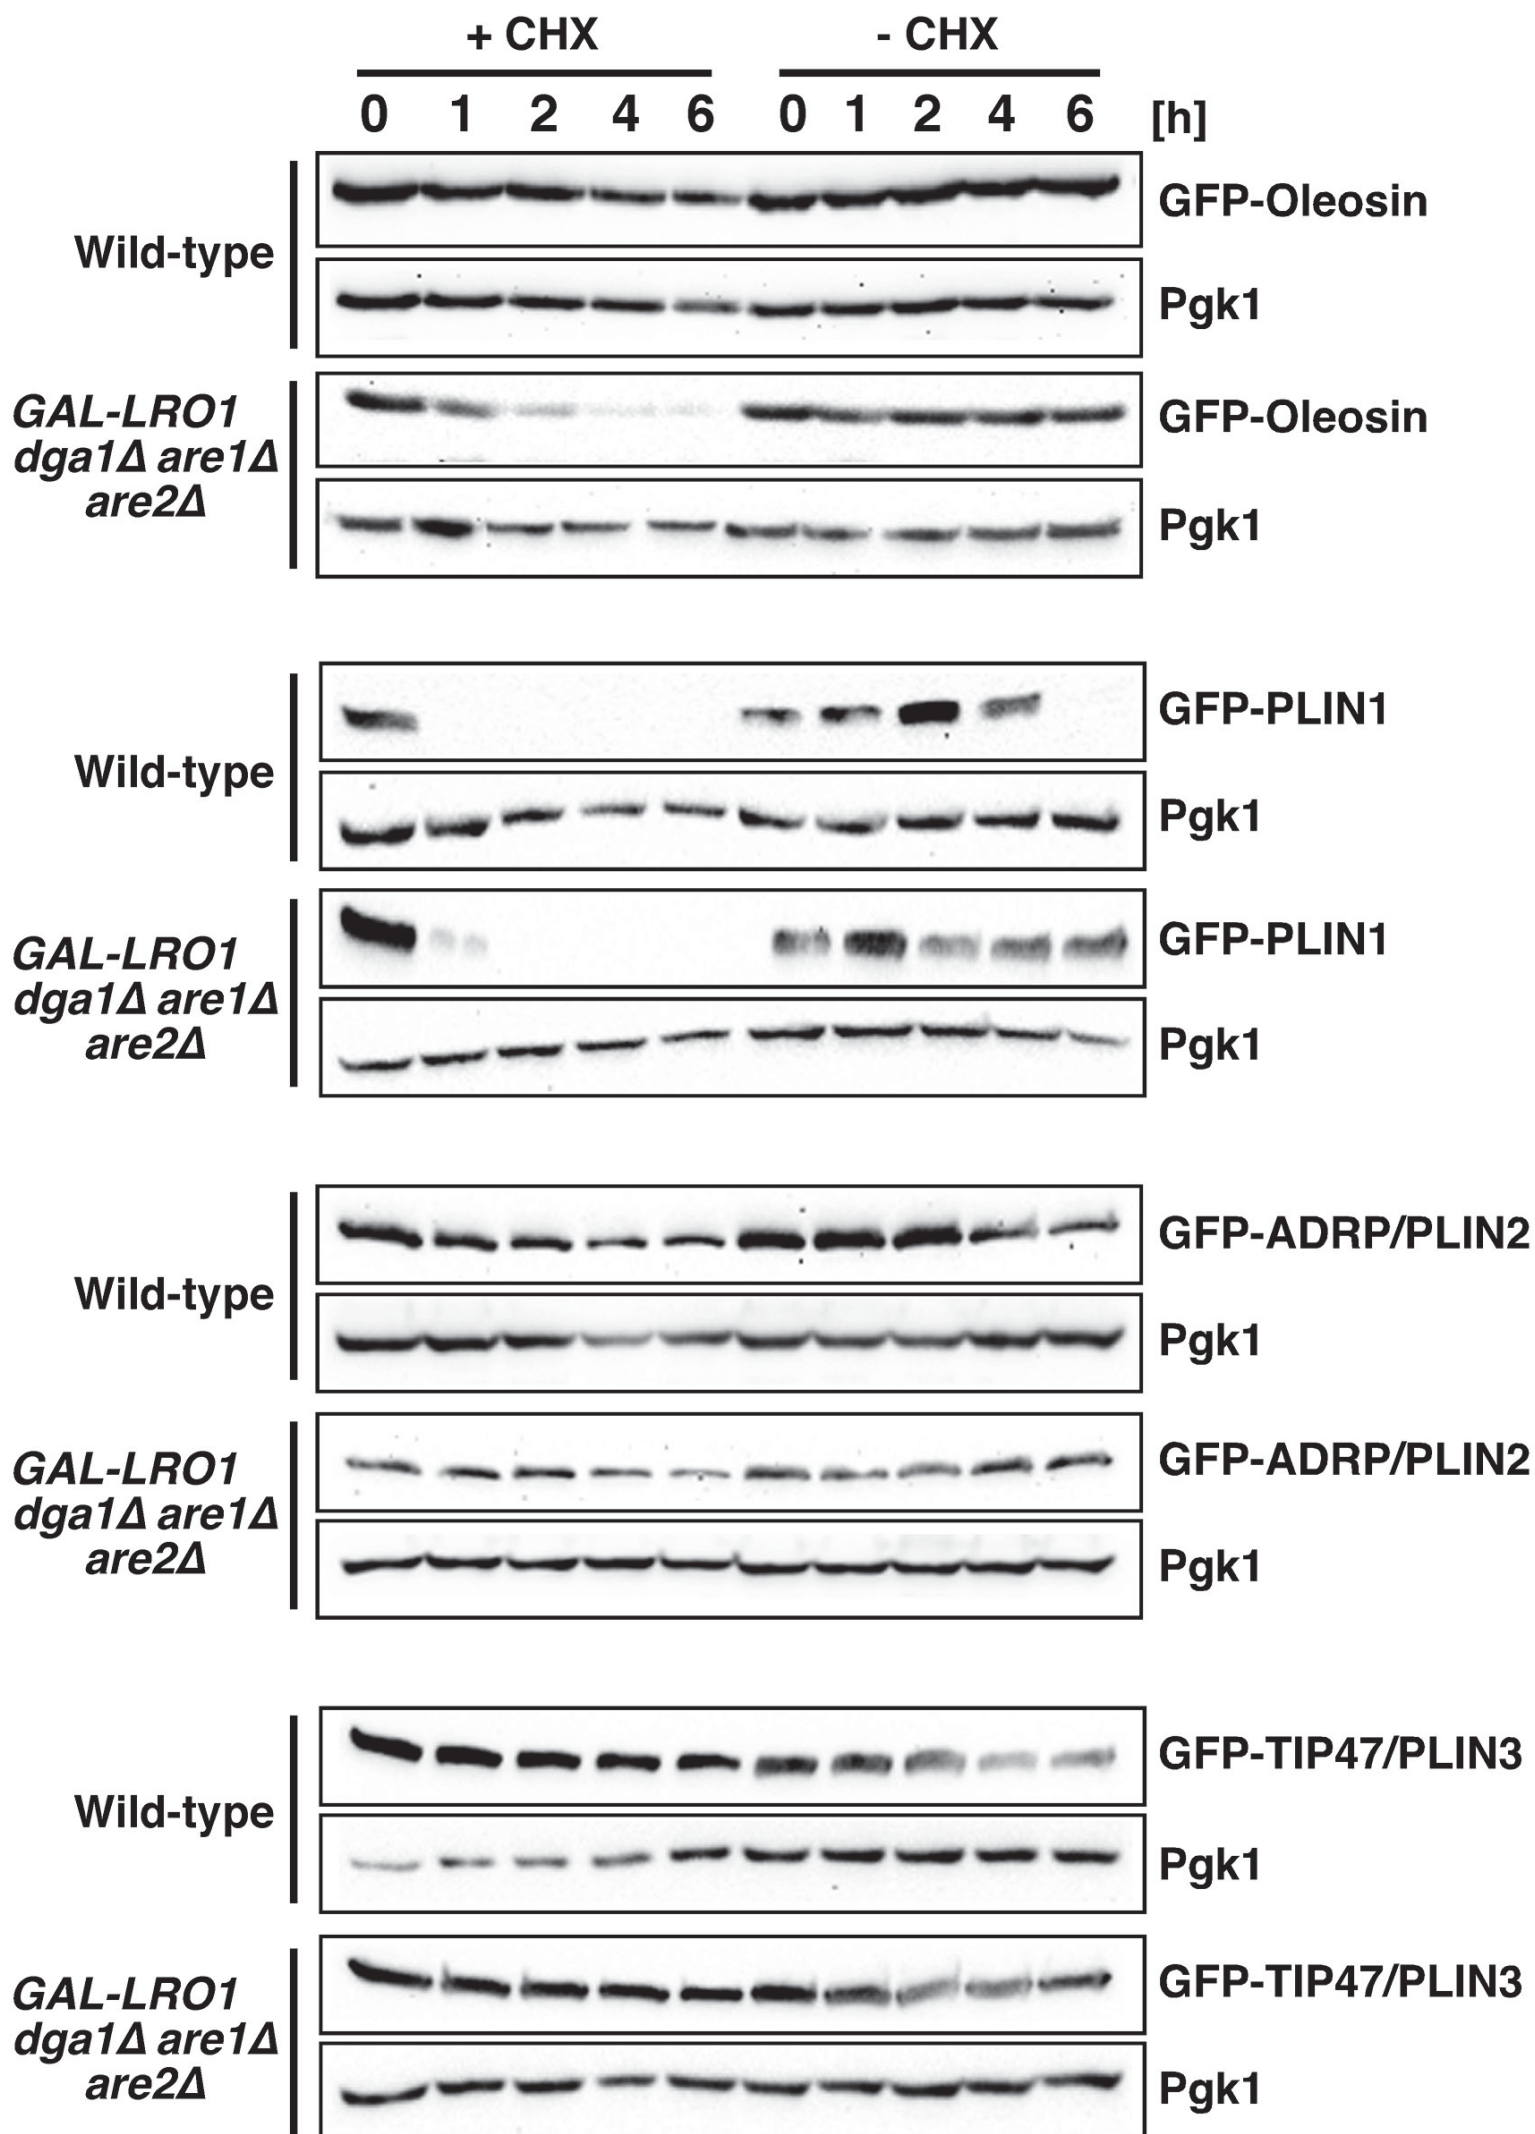 + CHX - CHX
0 1 2 4 6 0 1 2 4 6 [h]
Wild-type
GFP-Oleosin
Pgk1
GAL-LRO1
dga1Δ are1Δ
are2Δ
GFP-Oleosin
Pgk1
Wild-type
GFP-PLIN1
Pgk1
GAL-LRO1
dga1Δ are1Δ
are2Δ
GFP-PLIN1
Pgk1
Wild-type
GFP-ADRP/PLIN2
Pgk1
GAL-LRO1
dga1Δ are1Δ
are2Δ
GFP-ADRP/PLIN2
Pgk1
Wild-type
GFP-TIP47/PLIN3
Pgk1
GAL-LRO1
dga1Δ are1Δ
are2Δ
GFP-TIP47/PLIN3
Pgk1